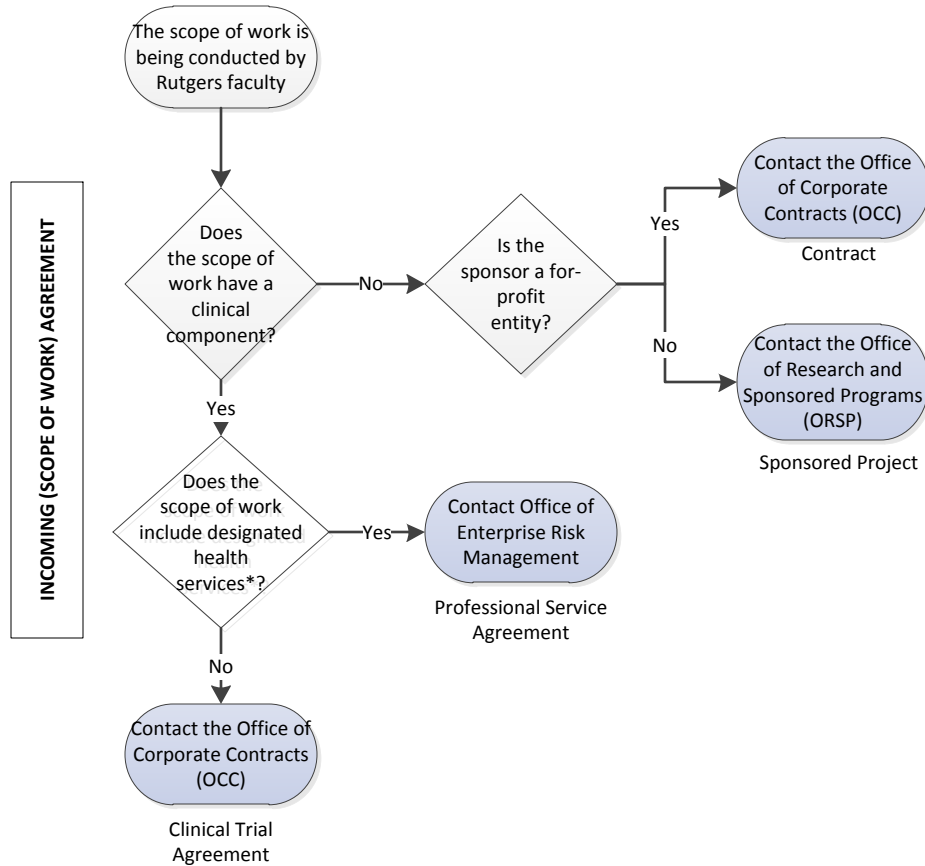 The scope of work is
being conducted by
Rutgers faculty
INCOMING (SCOPE OF WORK) AGREEMENT
Does
the scope of
work have a
clinical
component?
No
Is the
sponsor a for-
profit
entity?
Yes
Contact the Office
of Corporate
Contracts (OCC)
Contract
No
Contact the Office
of Research and
Sponsored Programs
(ORSP)
Sponsored Project
Yes
Does the
scope of work
include designated
health
services*?
Yes
Contact Office of
Enterprise Risk
Management
Professional Service
Agreement
No
Contact the Office of
Corporate Contracts
(OCC)
Clinical Trial
Agreement